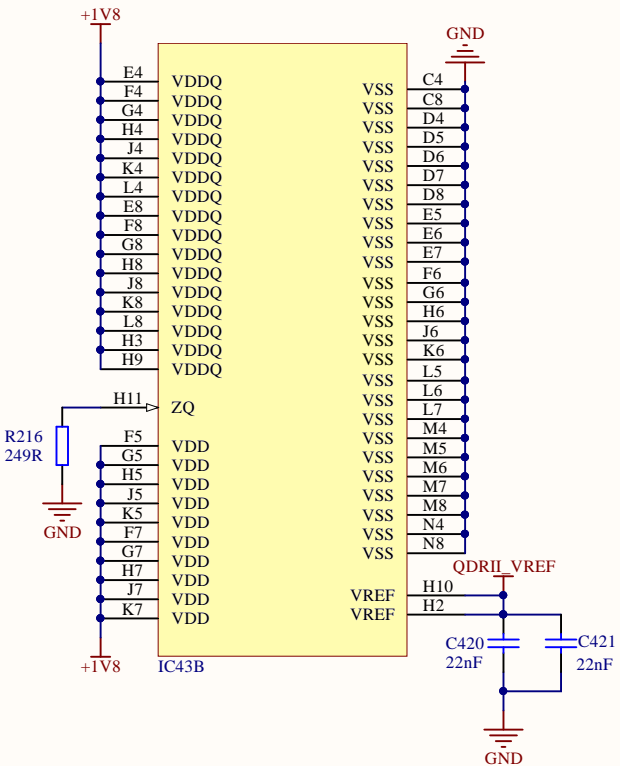 +1V8
GND
E4 VDDQ
F4 VDDQ
G4 VDDQ
H4 VDDQ
J4 VDDQ
K4 VDDQ
L4 VDDQ
E8 VDDQ
F8 VDDQ
G8 VDDQ
H8 VDDQ
J8 VDDQ
K8 VDDQ
L8 VDDQ
H3 VDDQ
H9 VDDQ
H11 ZQ
R216
249R
GND
F5 VDD
G5 VDD
H5 VDD
J5 VDD
K5 VDD
F7 VDD
G7 VDD
H7 VDD
J7 VDD
K7 VDD
+1V8
IC43B
VSS C4
VSS C8
VSS D4
VSS D5
VSS D6
VSS D7
VSS D8
VSS E5
VSS E6
VSS E7
VSS F6
VSS G6
VSS H6
VSS J6
VSS K6
VSS L5
VSS L6
VSS L7
VSS M4
VSS M5
VSS M6
VSS M7
VSS M8
VSS N4
VSS N8
QDRII_VREF
VREF H10
VREF H2
C420
22nF
C421
22nF
GND